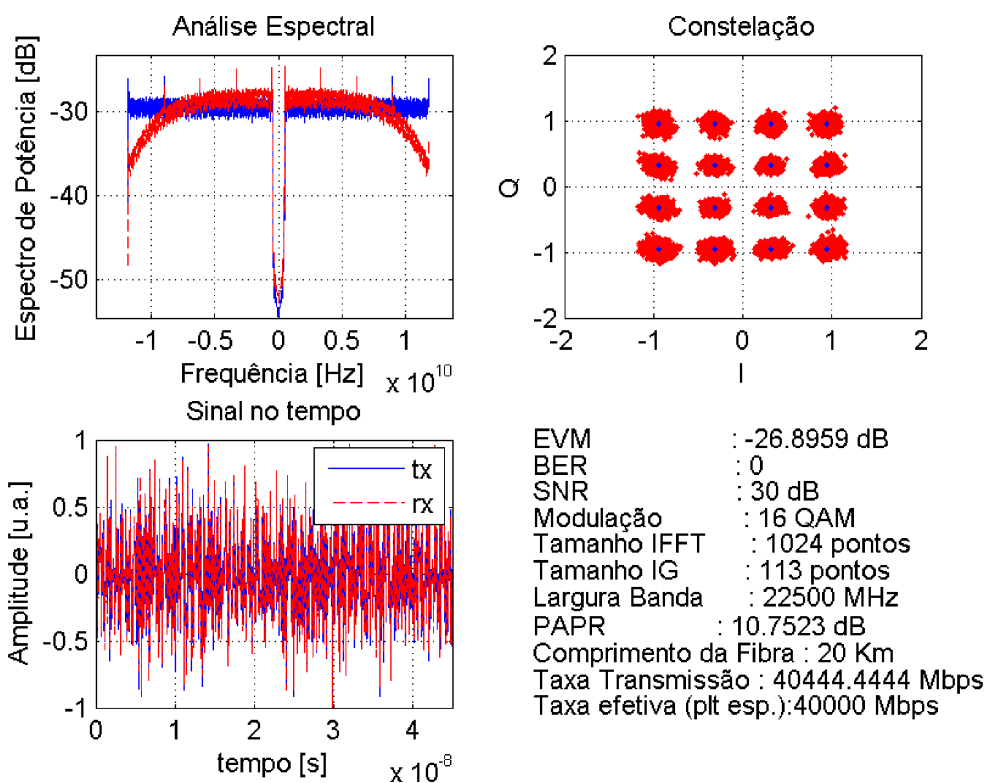 Análise Espectral
Espectro de Potência [dB]
-30
-40
-50
-1
-0.5
0
0.5
1
Frequência [Hz]
x 10^10
Constelação
Q
2
1
0
-1
-2
-2
-1
0
1
2
I
Sinal no tempo
Amplitude [u.a.]
1
0.5
0
-0.5
-1
tx
rx
0
1
2
3
4
tempo [s]
x 10^-8
EVM : -26.8959 dB
BER : 0
SNR : 30 dB
Modulação : 16 QAM
Tamanho IFFT : 1024 pontos
Tamanho IG : 113 pontos
Largura Banda : 22500 MHz
PAPR : 10.7523 dB
Comprimento da Fibra : 20 Km
Taxa Transmissão : 40444.4444 Mbps
Taxa efetiva (plt esp.):40000 Mbps